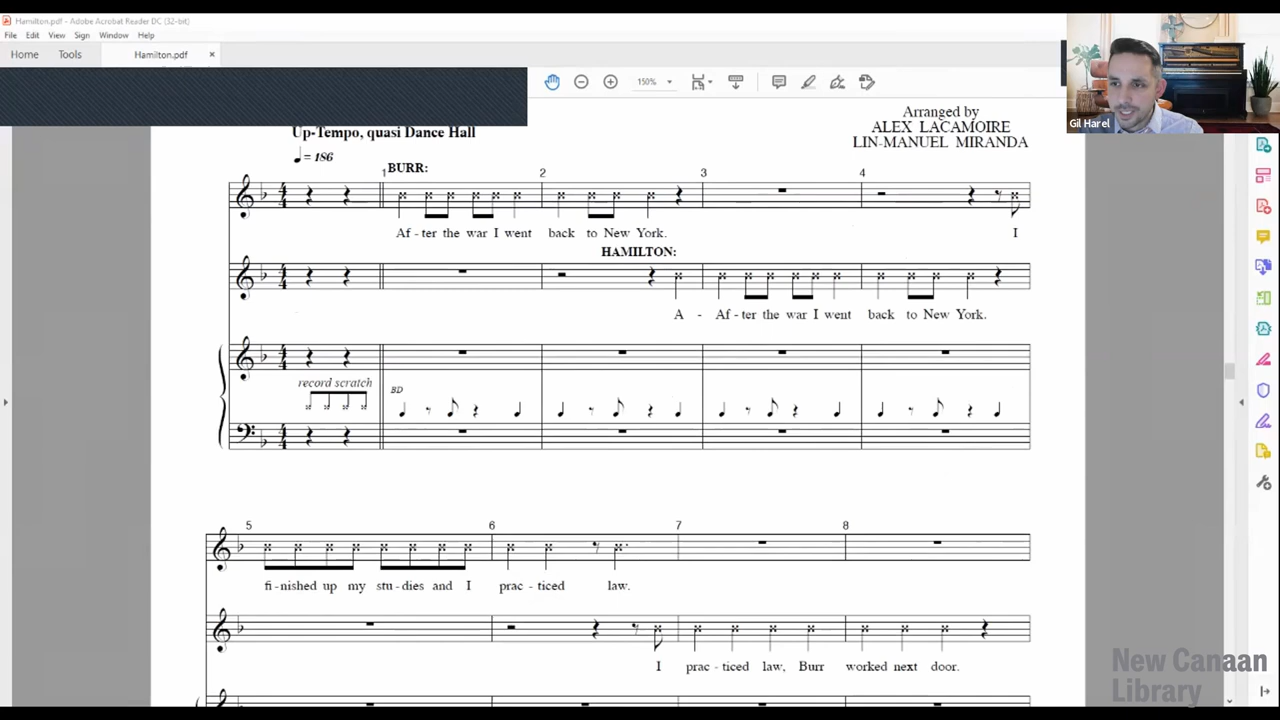 Hamilton.pdf - Adobe Acrobat Reader DC (32-bit)
File Edit View Sign Window Help
Home Tools Hamilton.pdf ×
150%
Gil Harel
Arranged by
ALEX LACAMOIRE
LIN-MANUEL MIRANDA
Up-Tempo, quasi Dance Hall
= 186
BURR:
1 2 3 4
Af - ter the war I went back to New York. I
HAMILTON:
A - Af - ter the war I went back to New York.
record scratch
BD
5 6 7 8
fi - nished up my stu - dies and I prac - ticed law.
I prac - ticed law, Burr worked next door.
New Canaan
Library